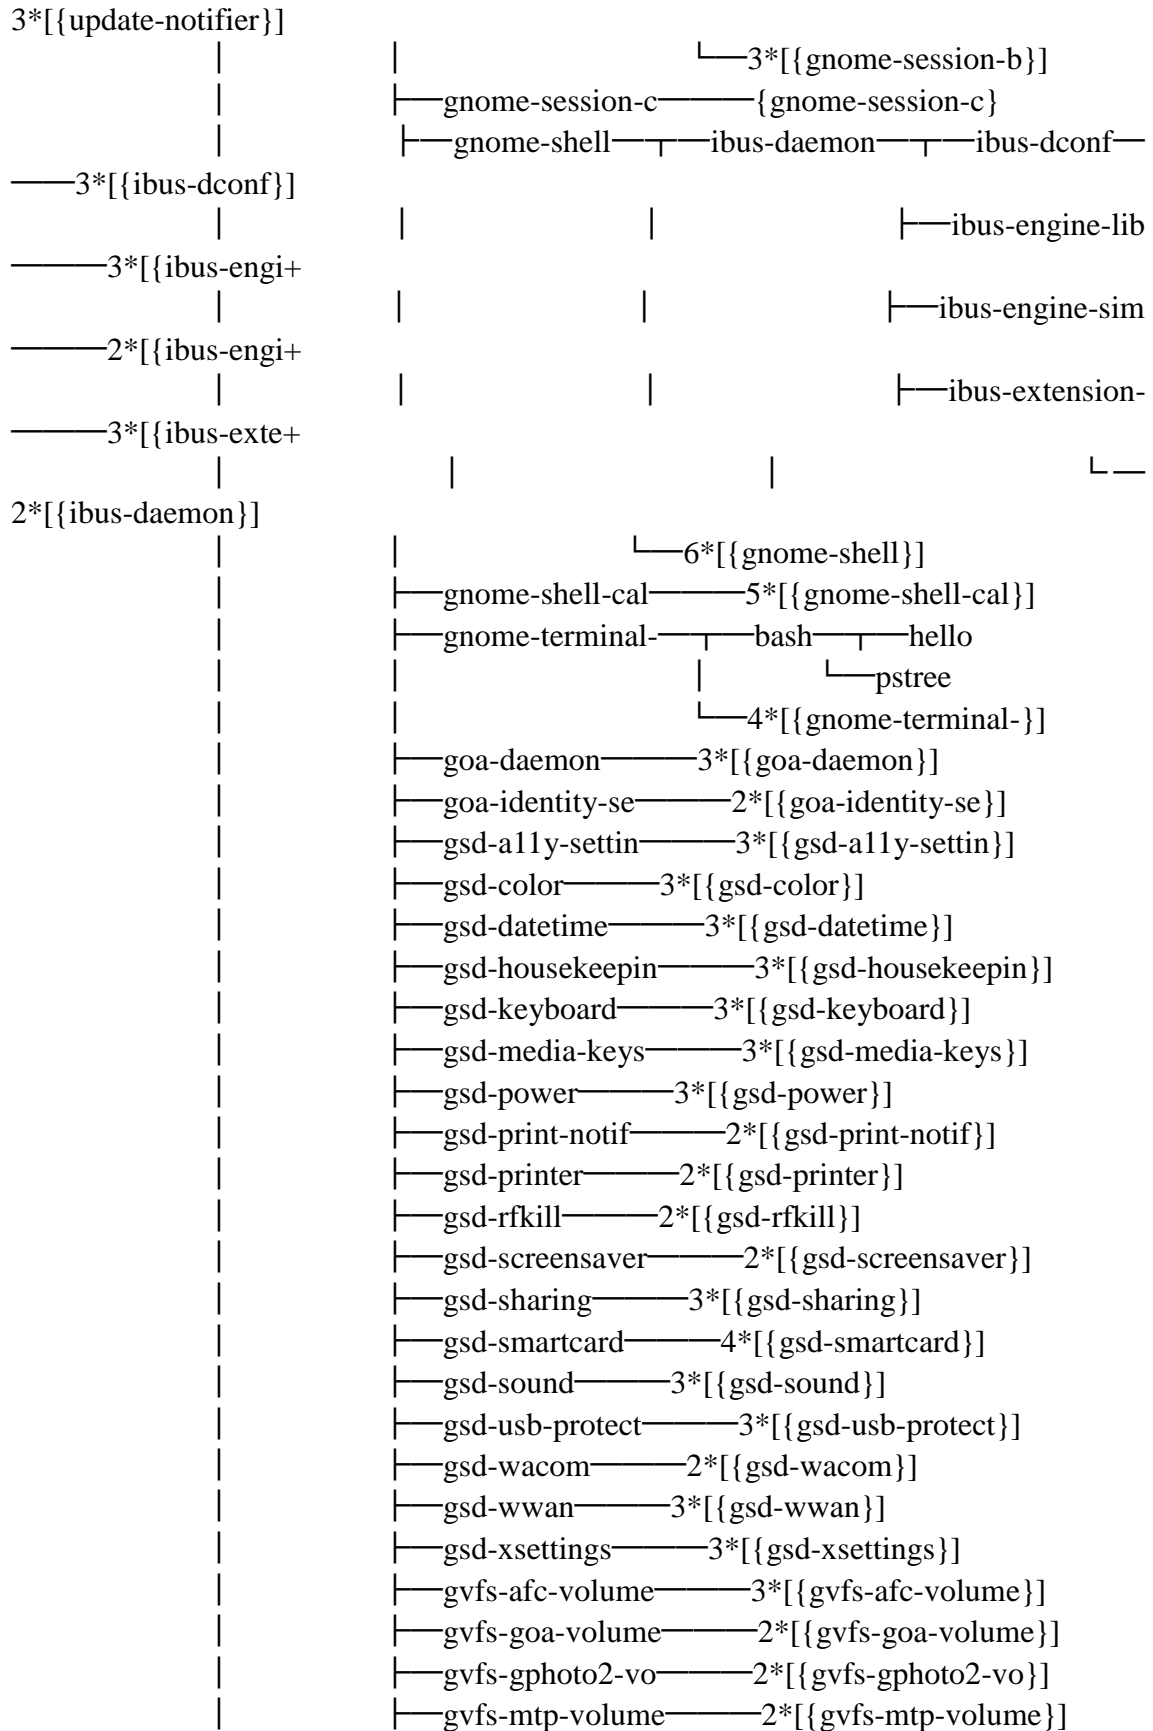 3*[{update-notifier}]
│ │ └──3*[{gnome-session-b}]
│ ├──gnome-session-c───{gnome-session-c}
│ ├──gnome-shell─┬─ibus-daemon─┬─ibus-dconf─
──3*[{ibus-dconf}]
│ │ │ ├──ibus-engine-lib
───3*[{ibus-engi+
│ │ │ ├──ibus-engine-sim
───2*[{ibus-engi+
│ │ │ ├──ibus-extension-
───3*[{ibus-exte+
│ │ │ └─
2*[{ibus-daemon}]
│ │ └──6*[{gnome-shell}]
│ ├──gnome-shell-cal───5*[{gnome-shell-cal}]
│ ├──gnome-terminal-─┬─bash─┬─hello
│ │ │ └──pstree
│ │ └──4*[{gnome-terminal-}]
│ ├──goa-daemon───3*[{goa-daemon}]
│ ├──goa-identity-se───2*[{goa-identity-se}]
│ ├──gsd-a11y-settin───3*[{gsd-a11y-settin}]
│ ├──gsd-color───3*[{gsd-color}]
│ ├──gsd-datetime───3*[{gsd-datetime}]
│ ├──gsd-housekeepin───3*[{gsd-housekeepin}]
│ ├──gsd-keyboard───3*[{gsd-keyboard}]
│ ├──gsd-media-keys───3*[{gsd-media-keys}]
│ ├──gsd-power───3*[{gsd-power}]
│ ├──gsd-print-notif───2*[{gsd-print-notif}]
│ ├──gsd-printer───2*[{gsd-printer}]
│ ├──gsd-rfkill───2*[{gsd-rfkill}]
│ ├──gsd-screensaver───2*[{gsd-screensaver}]
│ ├──gsd-sharing───3*[{gsd-sharing}]
│ ├──gsd-smartcard───4*[{gsd-smartcard}]
│ ├──gsd-sound───3*[{gsd-sound}]
│ ├──gsd-usb-protect───3*[{gsd-usb-protect}]
│ ├──gsd-wacom───2*[{gsd-wacom}]
│ ├──gsd-wwan───3*[{gsd-wwan}]
│ ├──gsd-xsettings───3*[{gsd-xsettings}]
│ ├──gvfs-afc-volume───3*[{gvfs-afc-volume}]
│ ├──gvfs-goa-volume───2*[{gvfs-goa-volume}]
│ ├──gvfs-gphoto2-vo───2*[{gvfs-gphoto2-vo}]
│ ├──gvfs-mtp-volume───2*[{gvfs-mtp-volume}]